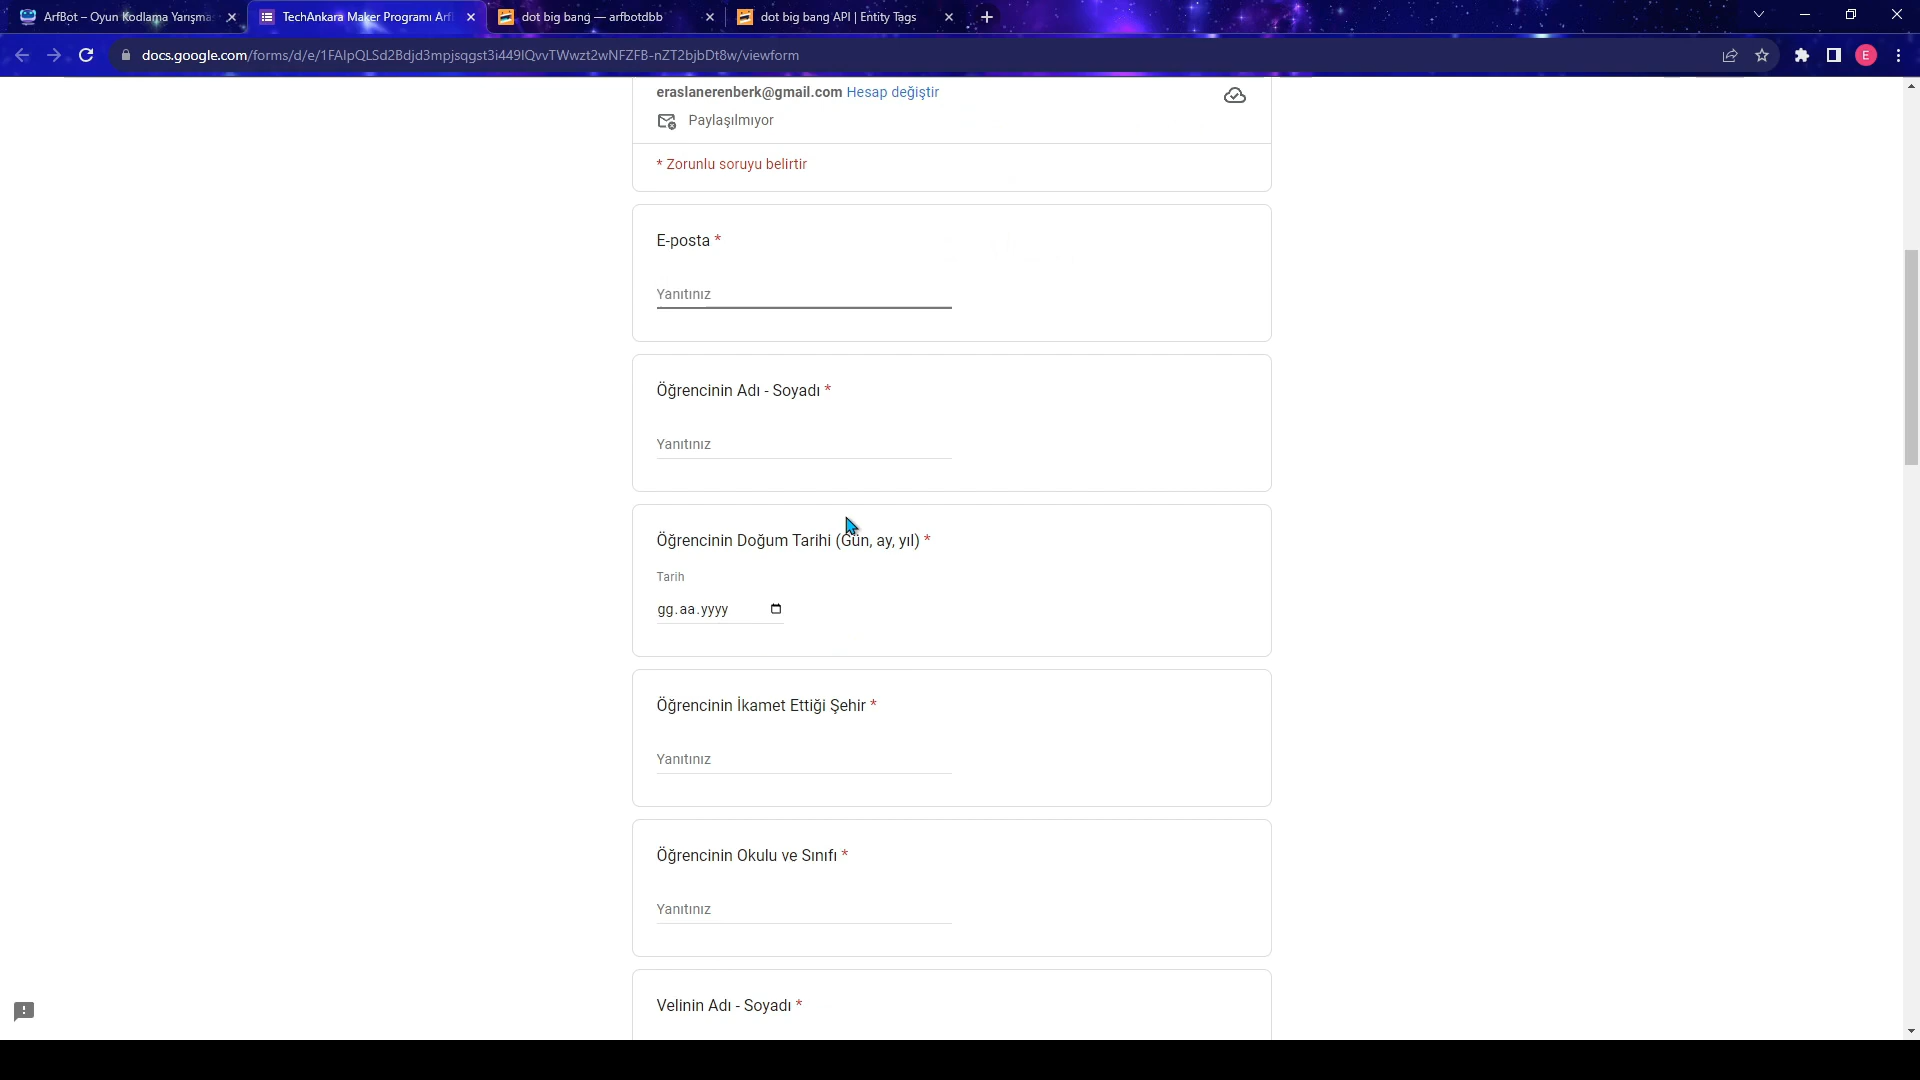 ArfBot – Oyun Kodlama Yarışma
TechAnkara Maker Programı Arf
dot big bang — arfbotdbb
dot big bang API | Entity Tags
docs.google.com/forms/d/e/1FAIpQLSd2Bdjd3mpjsqgst3i449IQvvTWwzt2wNFZFB-nZT2bjbDt8w/viewform
E
eraslanerenberk@gmail.com Hesap değiştir
Paylaşılmıyor
* Zorunlu soruyu belirtir
E-posta *
Yanıtınız
Öğrencinin Adı - Soyadı *
Yanıtınız
Öğrencinin Doğum Tarihi (Gün, ay, yıl) *
Tarih
gg.aa.yyyy
Öğrencinin İkamet Ettiği Şehir *
Yanıtınız
Öğrencinin Okulu ve Sınıfı *
Yanıtınız
Velinin Adı - Soyadı *